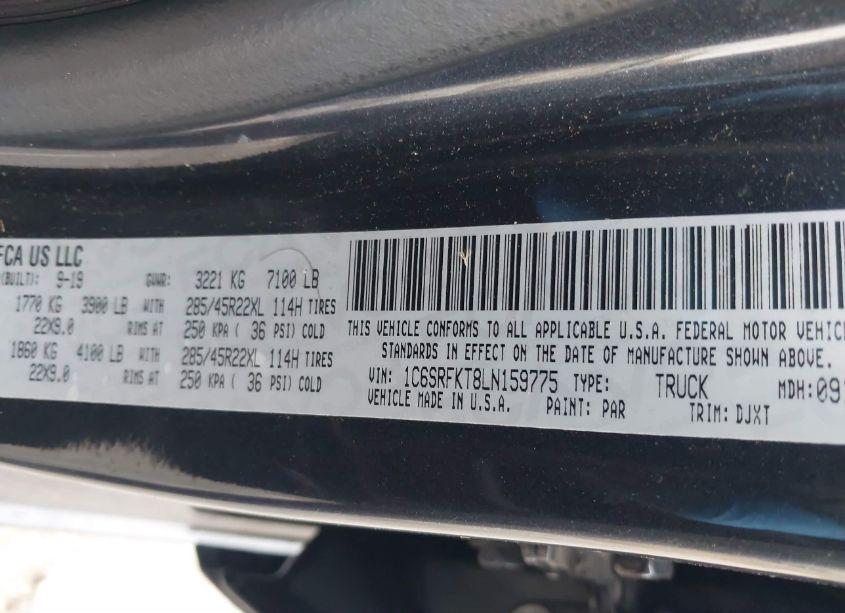 FCA US LLC
(BUILT): 9-19 GVWR: 3221 KG 7100 LB
1770 KG 3900 LB WITH 285/45R22XL 114H TIRES
22X9.0 RIMS AT 250 KPA ( 36 PSI) COLD
1860 KG 4100 LB WITH 285/45R22XL 114H TIRES
22X9.0 RIMS AT 250 KPA ( 36 PSI) COLD
THIS VEHICLE CONFORMS TO ALL APPLICABLE U.S.A. FEDERAL MOTOR
STANDARDS IN EFFECT ON THE DATE OF MANUFACTURE SHOWN ABOVE.
VIN: 1C6SRFKT8LN159775 TYPE: TRUCK MDH: 09
VEHICLE MADE IN U.S.A. PAINT: PAR TRIM: DJXT